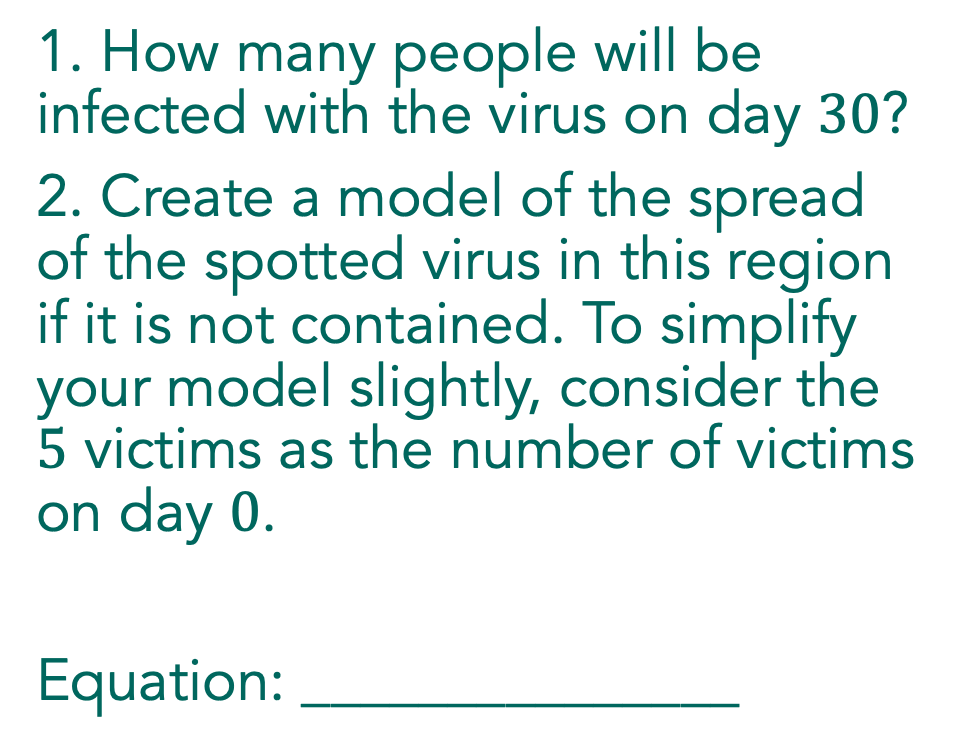 1. How many people will be
infected with the virus on day 30?
2. Create a model of the spread
of the spotted virus in this region
if it is not contained. To simplify
your model slightly, consider the
5 victims as the number of victims
on day 0.
Equation: _______________